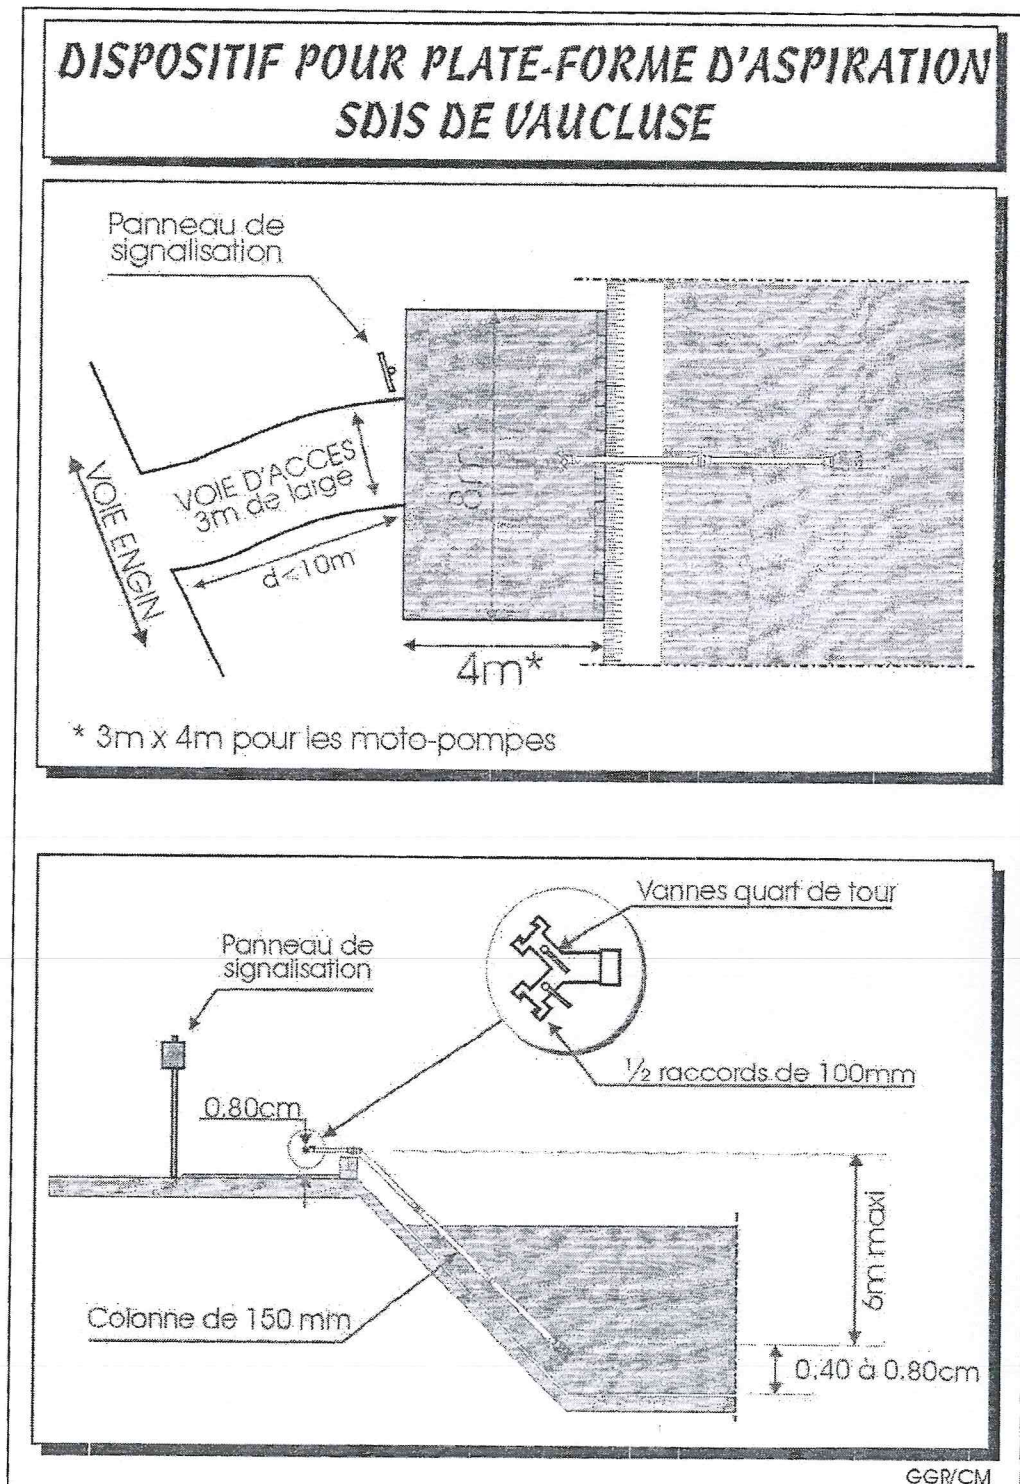 DISPOSITIF POUR PLATE-FORME D'ASPIRATION
SDIS DE VAUCLUSE
Panneau de
signalisation
VOIE D'ACCES
3m de large
VOIE ENGIN
d<10m
8m*
4m*
* 3m x 4m pour les moto-pompes
Vannes quart de tour
Panneau de
signalisation
½ raccords de 100mm
0.80cm
6m maxi
Colonne de 150 mm
0,40 à 0.80cm
GGR/CM